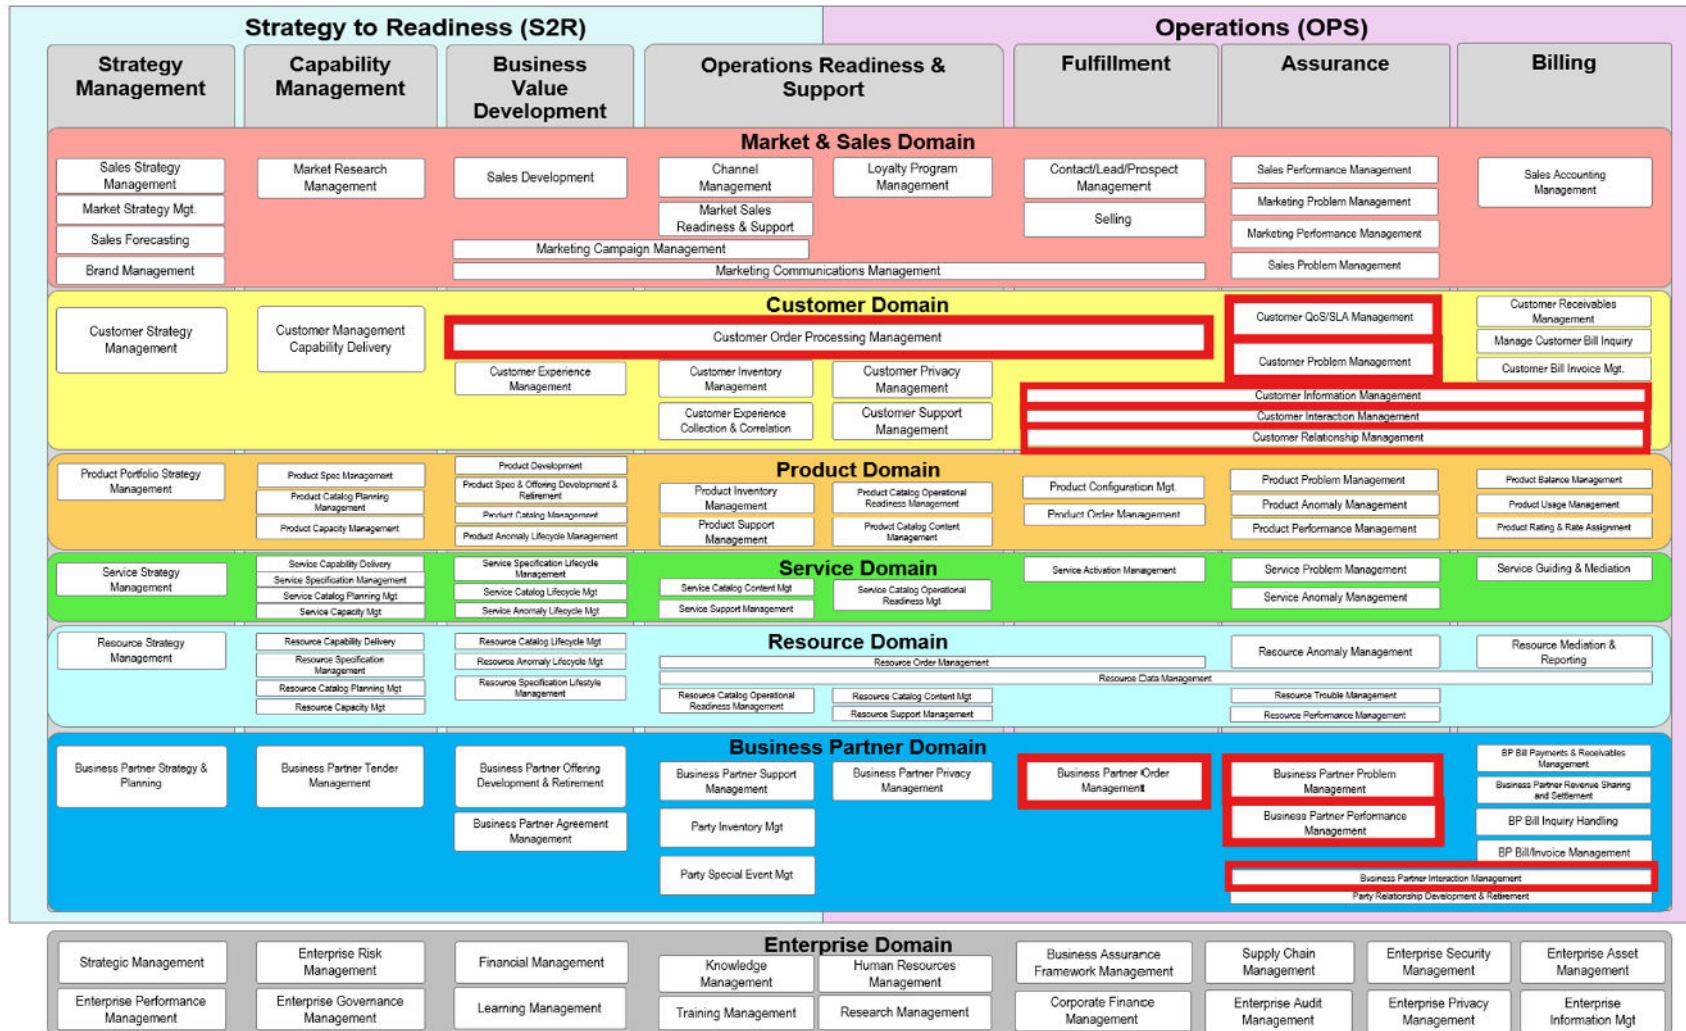 Strategy to Readiness (S2R)
Operations (OPS)
Strategy
Management
Capability
Management
Business
Value
Development
Operations Readiness &
Support
Fulfillment
Assurance
Billing
Market & Sales Domain
Sales Strategy
Management
Market Strategy Mgt.
Sales Forecasting
Brand Management
Market Research
Management
Sales Development
Channel
Management
Market Sales
Readiness & Support
Loyalty Program
Management
Marketing Campaign Management
Marketing Communications Management
Contact/Lead/Prospect
Management
Selling
Sales Performance Management
Marketing Problem Management
Marketing Performance Management
Sales Problem Management
Sales Accounting
Management
Customer Domain
Customer Strategy
Management
Customer Management
Capability Delivery
Customer Order Processing Management
Customer Experience
Management
Customer Inventory
Management
Customer Experience
Collection & Correlation
Customer Privacy
Management
Customer Support
Management
Customer QoS/SLA Management
Customer Problem Management
Customer Receivables
Management
Manage Customer Bill Inquiry
Customer Bill Invoice Mgt.
Customer Information Management
Customer Interaction Management
Customer Relationship Management
Product Domain
Product Portfolio Strategy
Management
Product Spec Management
Product Catalog Planning
Management
Product Capacity Management
Product Development
Product Spec & Offering Development &
Retirement
Product Catalog Management
Product Anomaly Lifecycle Management
Product Inventory
Management
Product Support
Management
Product Catalog Operational
Readiness Management
Product Catalog Content
Management
Product Configuration Mgt.
Product Order Management
Product Problem Management
Product Anomaly Management
Product Performance Management
Product Balance Management
Product Usage Management
Product Rating & Rate Assignment
Service Domain
Service Strategy
Management
Service Capability Delivery
Service Specification Management
Service Catalog Planning Mgt
Service Capacity Mgt
Service Specification Lifecycle
Management
Service Catalog Lifecycle Mgt
Service Anomaly Lifecycle Mgt
Service Catalog Content Mgt
Service Support Management
Service Catalog Operational
Readiness Mgt
Service Activation Management
Service Problem Management
Service Anomaly Management
Service Guiding & Mediation
Resource Domain
Resource Strategy
Management
Resource Capability Delivery
Resource Specification
Management
Resource Catalog Planning Mgt
Resource Capacity Mgt
Resource Catalog Lifecycle Mgt
Resource Anomaly Lifecycle Mgt
Resource Specification Lifestyle
Management
Resource Order Management
Resource Data Management
Resource Catalog Operational
Readiness Management
Resource Catalog Content Mgt
Resource Support Management
Resource Anomaly Management
Resource Trouble Management
Resource Performance Management
Resource Mediation &
Reporting
Business Partner Domain
Business Partner Strategy &
Planning
Business Partner Tender
Management
Business Partner Offering
Development & Retirement
Business Partner Agreement
Management
Business Partner Support
Management
Party Inventory Mgt
Party Special Event Mgt
Business Partner Privacy
Management
Business Partner Order
Management
Business Partner Problem
Management
Business Partner Performance
Management
BP Bill Payments & Receivables
Management
Business Partner Revenue Sharing
and Settlement
BP Bill Inquiry Handling
BP Bill/Invoice Management
Business Partner Interaction Management
Party Relationship Development & Retirement
Enterprise Domain
Strategic Management
Enterprise Performance
Management
Enterprise Risk
Management
Enterprise Governance
Management
Financial Management
Learning Management
Knowledge
Management
Training Management
Human Resources
Management
Research Management
Business Assurance
Framework Management
Corporate Finance
Management
Supply Chain
Management
Enterprise Audit
Management
Enterprise Security
Management
Enterprise Privacy
Management
Enterprise Asset
Management
Enterprise
Information Mgt